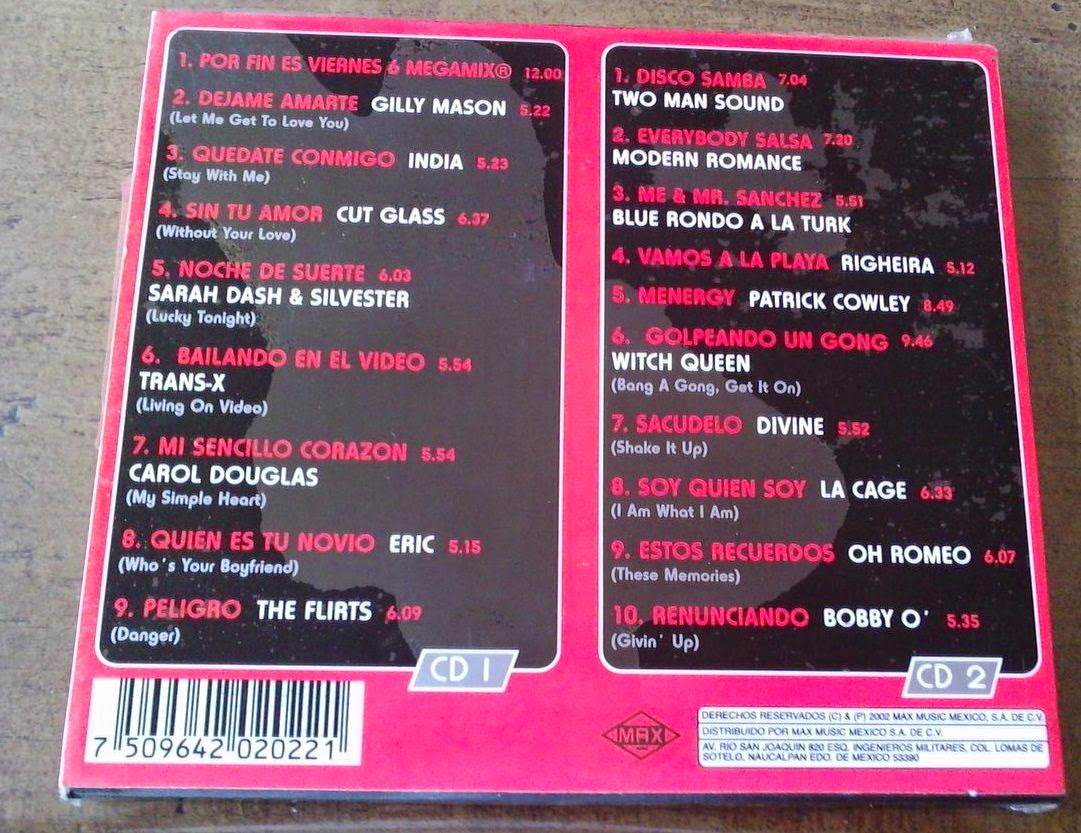 1. POR FIN ES VIERNES 6 MEGAMIX® 12.00
2. DEJAME AMARTE GILLY MASON 5.22
(Let Me Get To Love You)
3. QUEDATE CONMIGO INDIA 5.23
(Stay With Me)
4. SIN TU AMOR CUT GLASS 6.37
(Without Your Love)
5. NOCHE DE SUERTE 6.03
SARAH DASH & SILVESTER
(Lucky Tonight)
6. BAILANDO EN EL VIDEO 5.54
TRANS-X
(Living On Video)
7. MI SENCILLO CORAZON 5.54
CAROL DOUGLAS
(My Simple Heart)
8. QUIEN ES TU NOVIO ERIC 5.15
(Who's Your Boyfriend)
9. PELIGRO THE FLIRTS 6.09
(Danger)
CD 1
1. DISCO SAMBA 7.04
TWO MAN SOUND
2. EVERYBODY SALSA 7.20
MODERN ROMANCE
3. ME & MR. SANCHEZ 5.51
BLUE RONDO A LA TURK
4. VAMOS A LA PLAYA RIGHEIRA 5.12
5. MENERGY PATRICK COWLEY 8.49
6. GOLPEANDO UN GONG 9.46
WITCH QUEEN
(Bang A Gong, Get It On)
7. SACUDELO DIVINE 5.52
(Shake It Up)
8. SOY QUIEN SOY LA CAGE 6.33
(I Am What I Am)
9. ESTOS RECUERDOS OH ROMEO 6.07
(These Memories)
10. RENUNCIANDO BOBBY O' 5.35
(Givin' Up)
CD 2
7 509642 020221
MAX
DERECHOS RESERVADOS (C) & (P) 2002 MAX MUSIC MEXICO, S.A. DE C.V.
DISTRIBUIDO POR MAX MUSIC MEXICO S.A. DE C.V.
AV. RIO SAN JOAQUIN 820 ESQ. INGENIEROS MILITARES, COL. LOMAS DE
SOTELO, NAUCALPAN EDO. DE MEXICO 53390